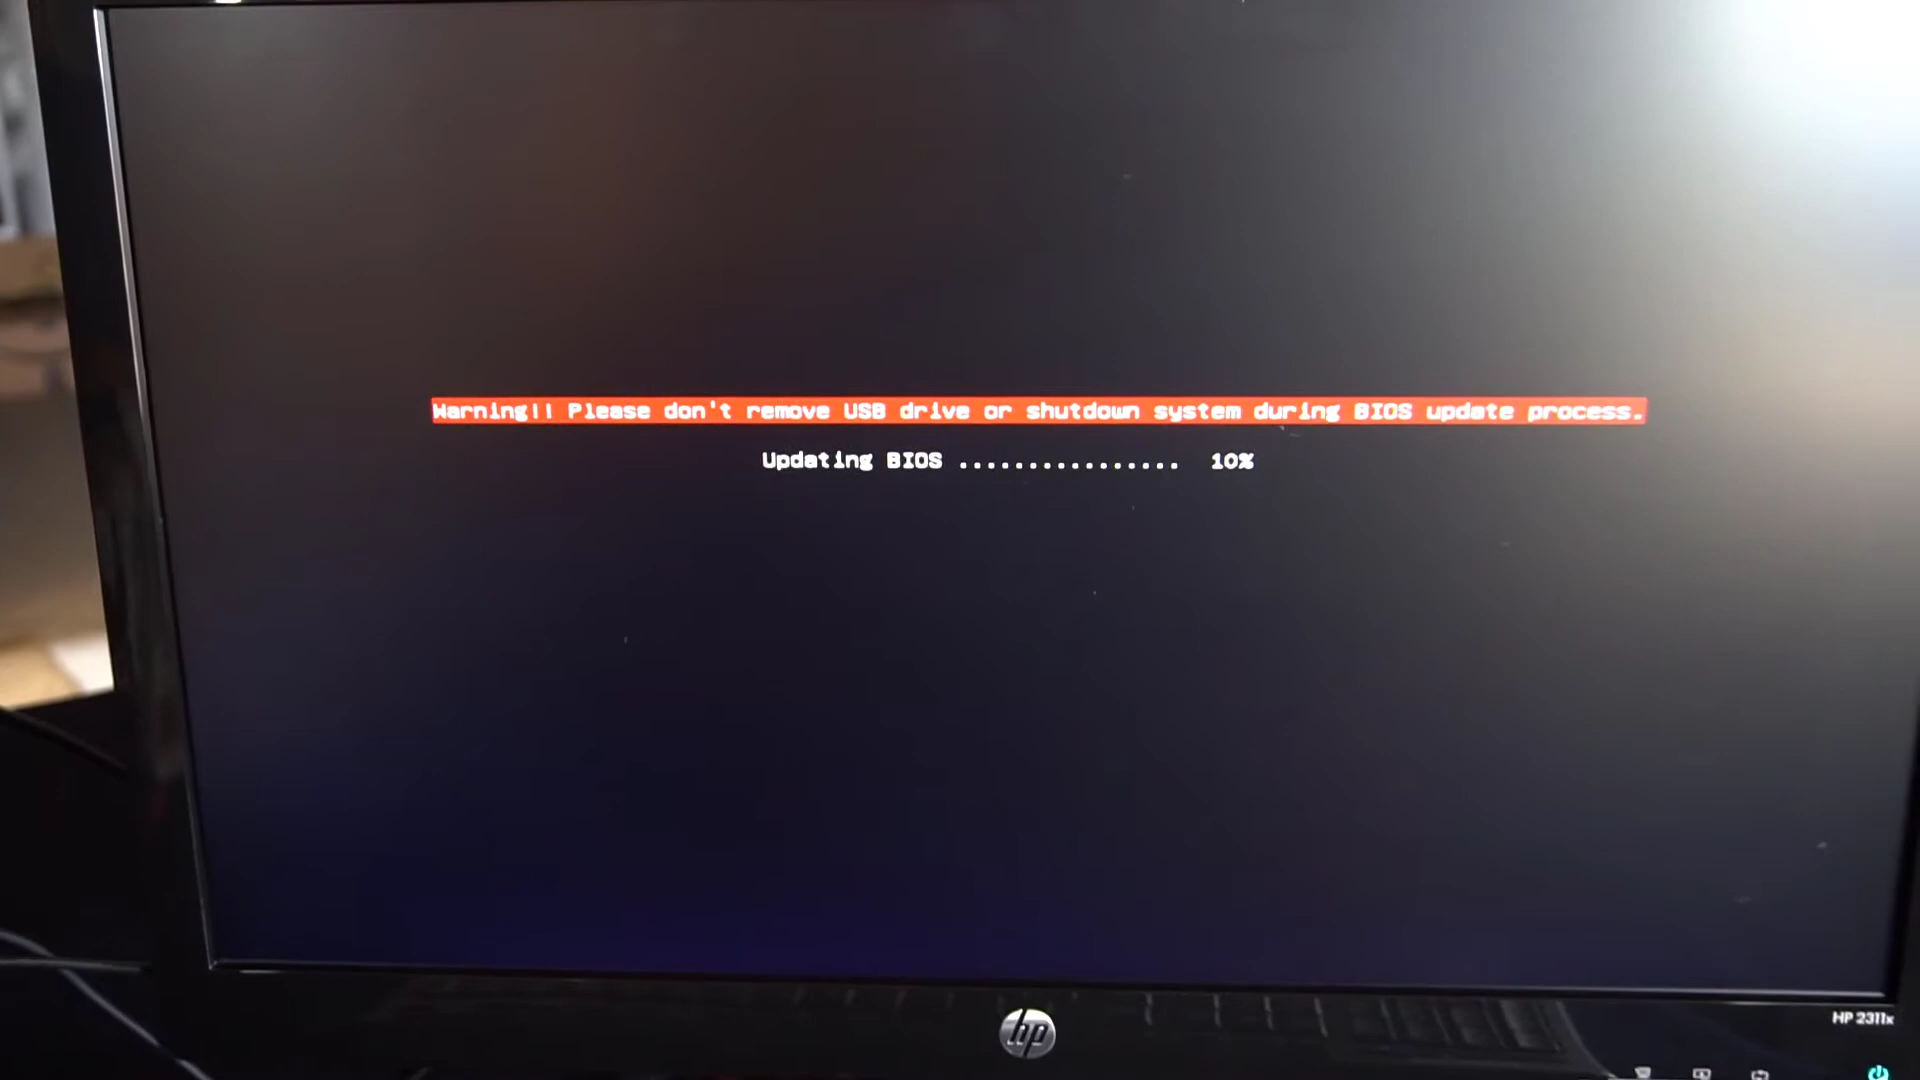 Warning!! Please don't remove USB drive or shutdown system during BIOS update process.
Updating BIOS ................ 10%
hp
HP 2311x